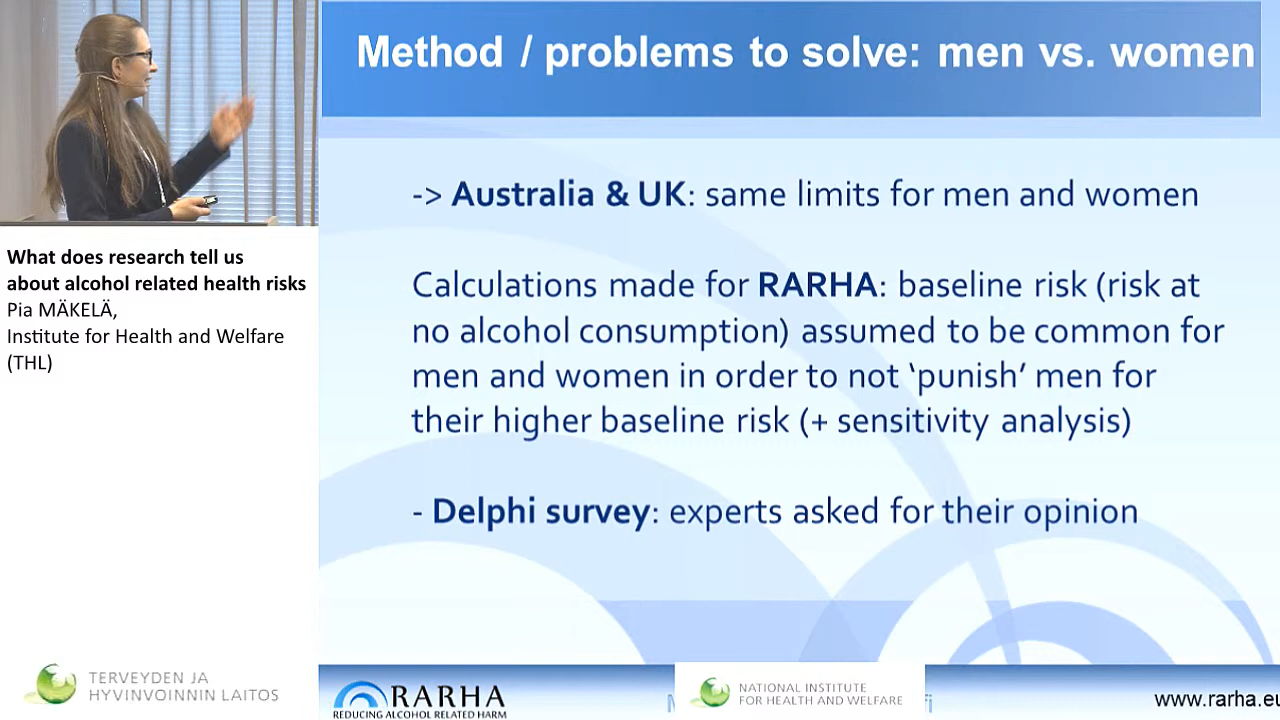 Method / problems to solve: men vs. women
-> Australia & UK: same limits for men and women
Calculations made for RARHA: baseline risk (risk at
no alcohol consumption) assumed to be common for
men and women in order to not ‘punish’ men for
their higher baseline risk (+ sensitivity analysis)
- Delphi survey: experts asked for their opinion
What does research tell us
about alcohol related health risks
Pia MÄKELÄ,
Institute for Health and Welfare
(THL)
TERVEYDEN JA
HYVINVOINNIN LAITOS
RARHA
REDUCING ALCOHOL RELATED HARM
NATIONAL INSTITUTE
FOR HEALTH AND WELFARE
www.rarha.eu